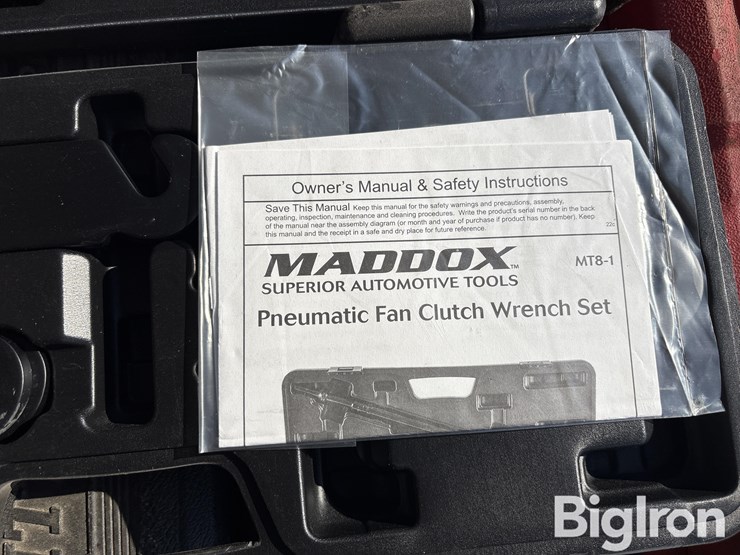 Owner's Manual & Safety Instructions
Save This Manual Keep this manual for the safety warnings and precautions, assembly,
operating, inspection, maintenance and cleaning procedures. Write the product's serial number in the back
of the manual near the assembly diagram (or month and year of purchase if product has no number). Keep
this manual and the receipt in a safe and dry place for future reference. 22c
MADDOX™ MT8-1
SUPERIOR AUTOMOTIVE TOOLS
Pneumatic Fan Clutch Wrench Set
BigIron